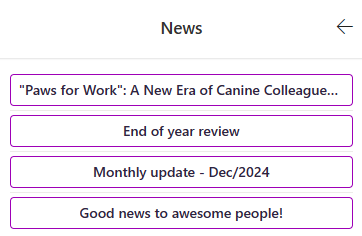 News
"Paws for Work": A New Era of Canine Colleague...
End of year review
Monthly update - Dec/2024
Good news to awesome people!